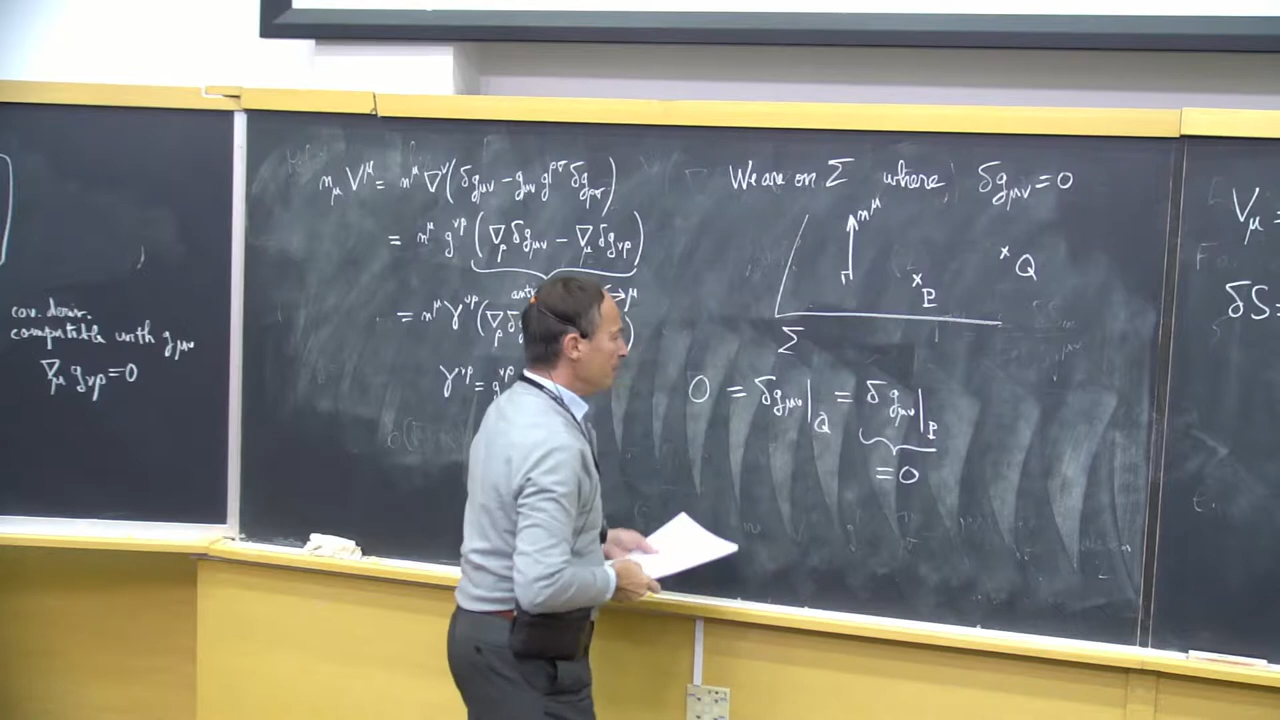 cov. deriv.
compatible with g_μν
∇_μ g_νρ = 0
n_μ V^μ = n^μ ∇^ν (δg_μν − g_μν g^ρσ δg_ρσ)
= n^μ g^νρ (∇_ρ δg_μν − ∇_μ δg_νρ)
= n^μ γ^νρ (∇_ρ
γ^νρ = g^νρ
We are on Σ where δg_μν = 0
n^μ
Q
P
Σ
0 = δg_μν|_Q = δg_μν|_P
= 0
V_μ =
δS =